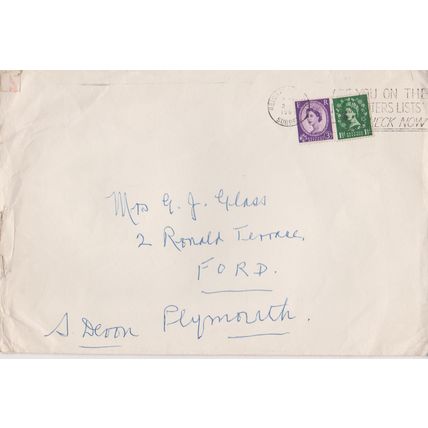 ARE YOU ON THE
VOTERS LISTS
CHECK NOW
Mrs G. J. Glass
2 Ronald Terrace,
FORD.
S. Devon Plymouth.